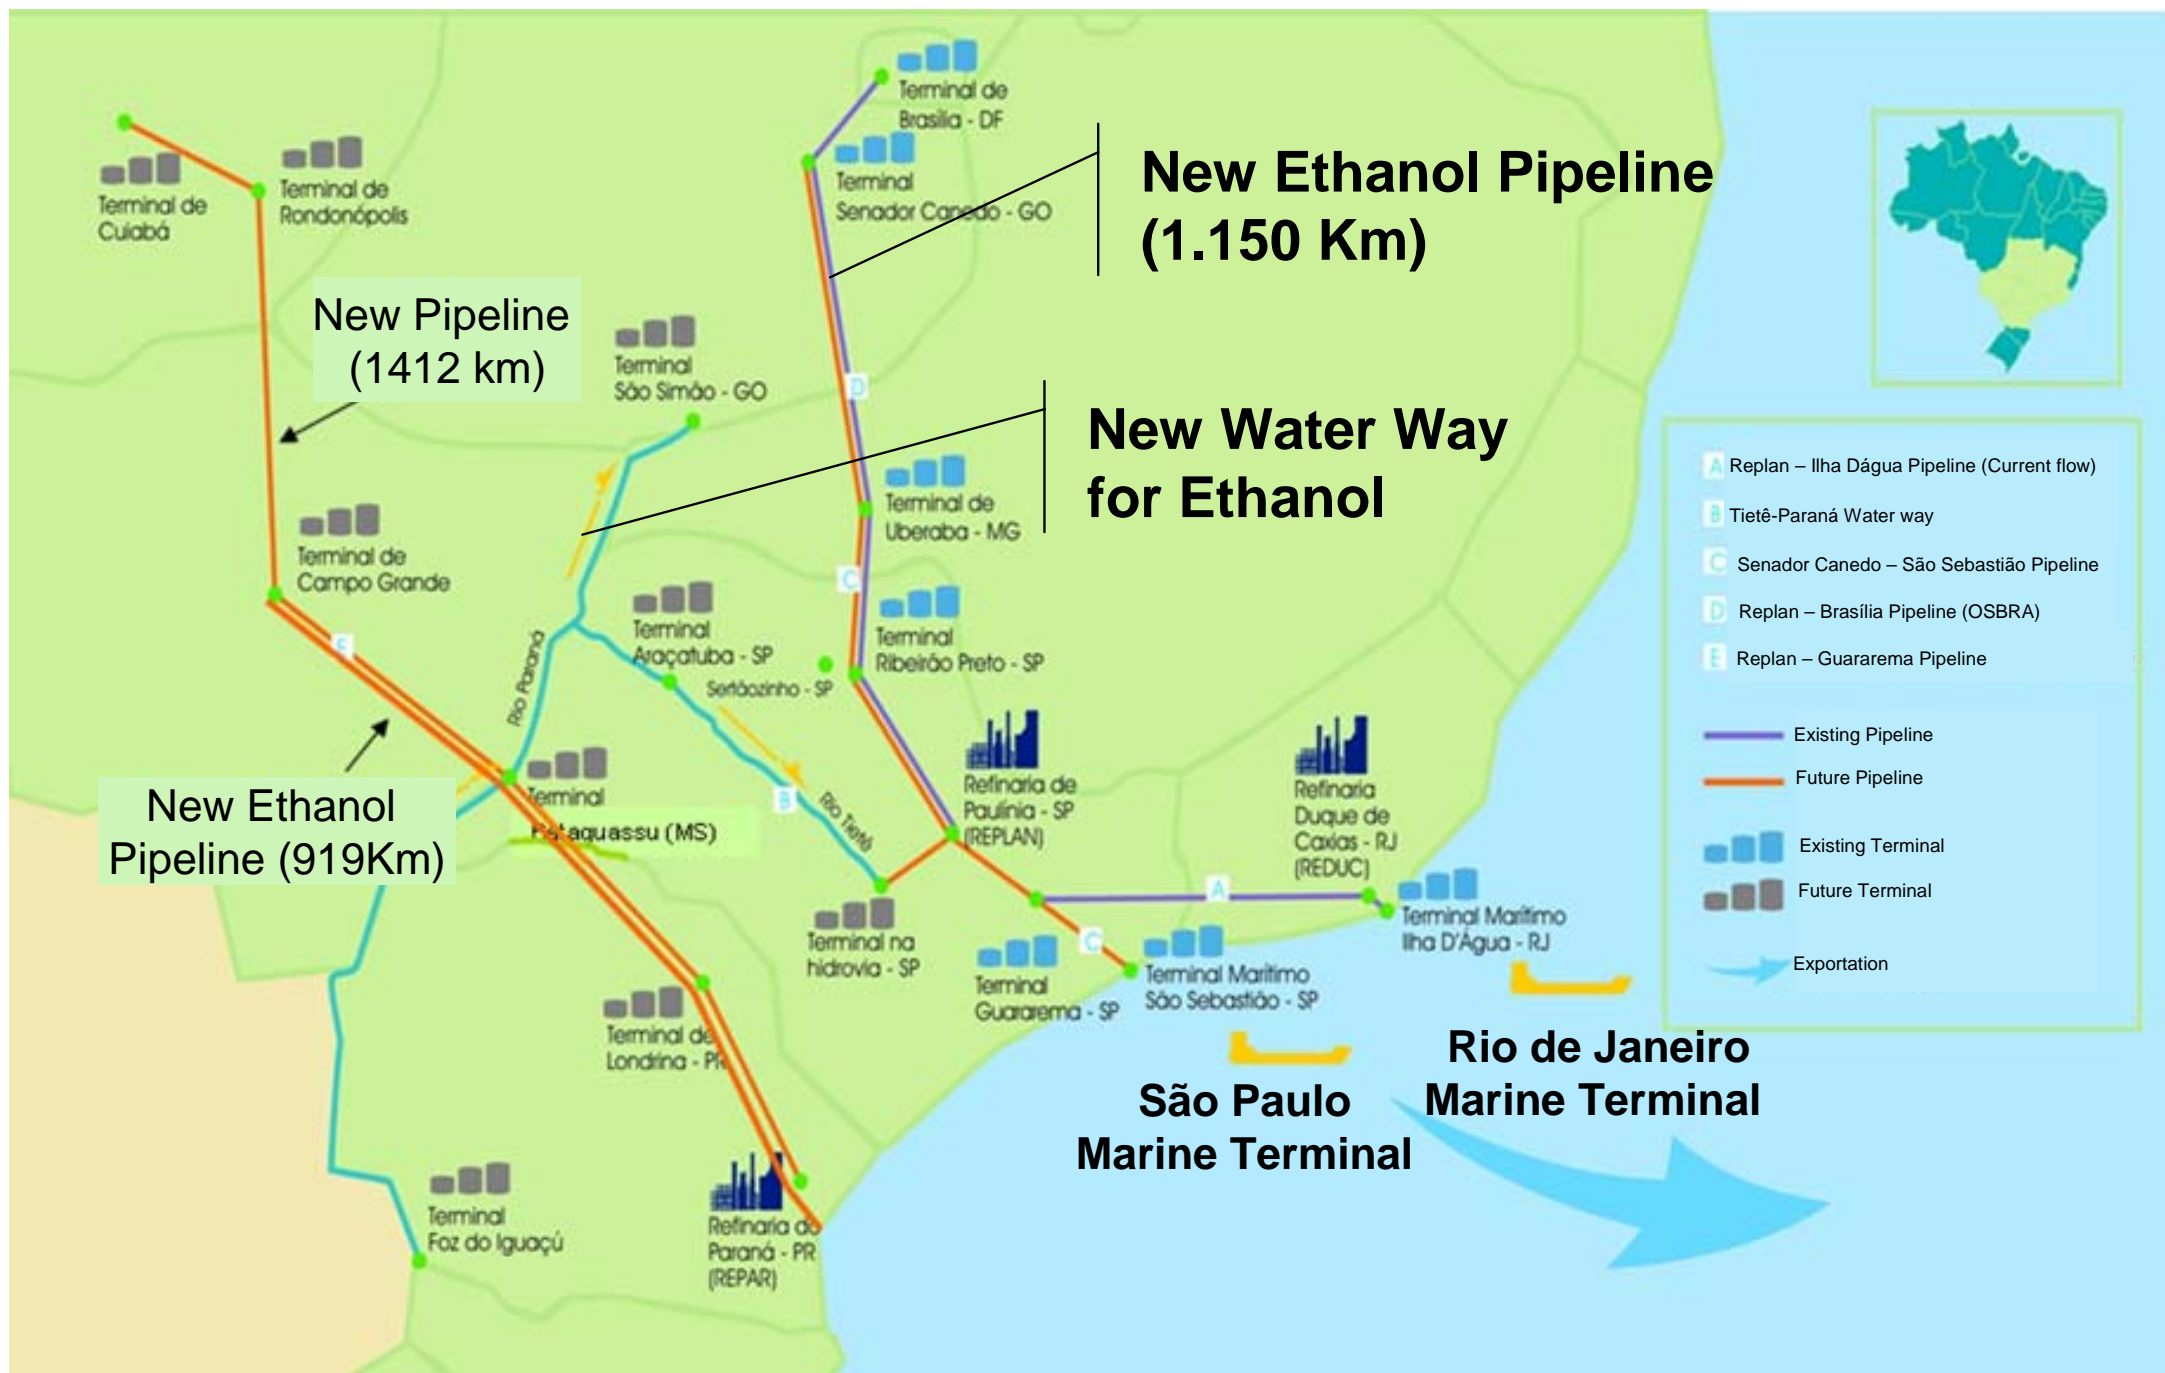 Terminal de
Brasília - DF
Terminal
Senador Canedo - GO
New Ethanol Pipeline
(1.150 Km)
Terminal de
Cuiabá
Terminal de
Rondonópolis
New Pipeline
(1412 km)
Terminal
São Simão - GO
D
New Water Way
for Ethanol
Terminal de
Uberaba - MG
C
Terminal de
Campo Grande
Terminal
Araçatuba - SP
Terminal
Ribeirão Preto - SP
Sertãozinho - SP
E
Rio Paraná
New Ethanol
Pipeline (919Km)
Terminal
Bataguassu (MS)
B
Rio Tietê
Refinaria de
Paulínia - SP
(REPLAN)
Refinaria
Duque de
Caxias - RJ
(REDUC)
A
Terminal Marítimo
Ilha D'Água - RJ
Terminal na
hidrovia - SP
C
Terminal
Guararema - SP
Terminal Marítimo
São Sebastião - SP
Terminal de
Londrina - PR
São Paulo
Marine Terminal
Rio de Janeiro
Marine Terminal
Terminal
Foz do Iguaçú
Refinaria do
Paraná - PR
(REPAR)
A Replan – Ilha Dágua Pipeline (Current flow)
B Tietê-Paraná Water way
C Senador Canedo – São Sebastião Pipeline
D Replan – Brasília Pipeline (OSBRA)
E Replan – Guararema Pipeline
Existing Pipeline
Future Pipeline
Existing Terminal
Future Terminal
Exportation